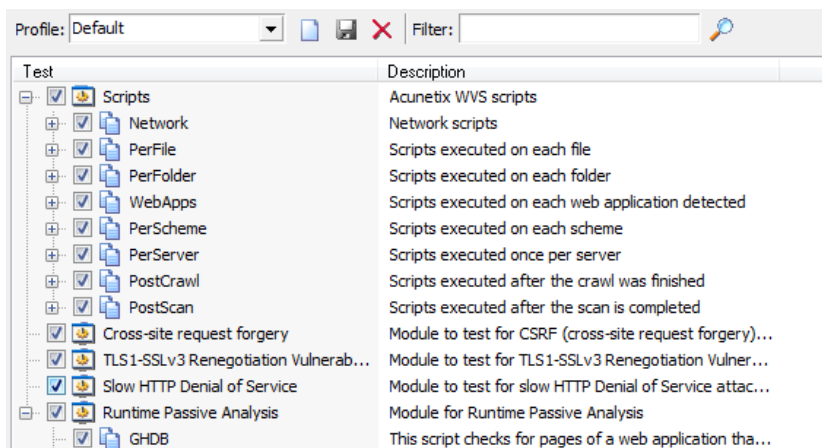 Profile: Default Filter:
Test Description
Scripts Acunetix WVS scripts
Network Network scripts
PerFile Scripts executed on each file
PerFolder Scripts executed on each folder
WebApps Scripts executed on each web application detected
PerScheme Scripts executed on each scheme
PerServer Scripts executed once per server
PostCrawl Scripts executed after the crawl was finished
PostScan Scripts executed after the scan is completed
Cross-site request forgery Module to test for CSRF (cross-site request forgery)...
TLS1-SSLv3 Renegotiation Vulnerab... Module to test for TLS1-SSLv3 Renegotiation Vulner...
Slow HTTP Denial of Service Module to test for slow HTTP Denial of Service attac...
Runtime Passive Analysis Module for Runtime Passive Analysis
GHDB This script checks for pages of a web application tha...